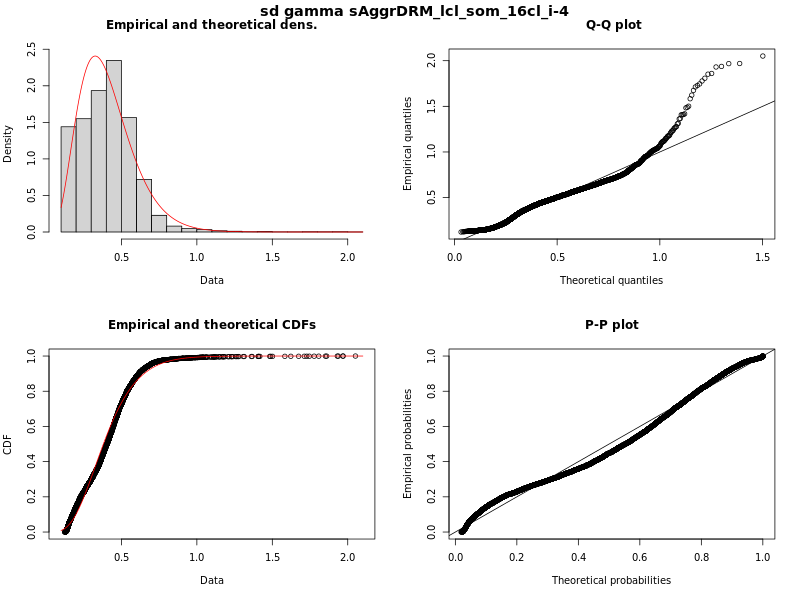 sd gamma sAggrDRM_lcl_som_16cl_i-4
Empirical and theoretical dens.
Density
0.0 0.5 1.0 1.5 2.0 2.5
0.5 1.0 1.5 2.0
Data
Q-Q plot
Empirical quantiles
0.5 1.0 1.5 2.0
0.0 0.5 1.0 1.5
Theoretical quantiles
Empirical and theoretical CDFs
CDF
0.0 0.2 0.4 0.6 0.8 1.0
0.5 1.0 1.5 2.0
Data
P-P plot
Empirical probabilities
0.0 0.2 0.4 0.6 0.8 1.0
0.0 0.2 0.4 0.6 0.8 1.0
Theoretical probabilities